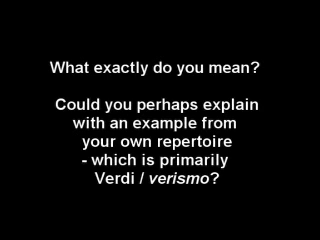 What exactly do you mean?
Could you perhaps explain
with an example from
your own repertoire
- which is primarily
Verdi / verismo?